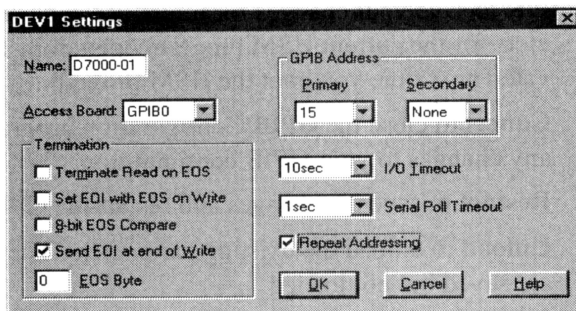 DEV1 Settings
Name: D7000-01
Access Board: GPIB0
Termination
Terminate Read on EOS
Set EOI with EOS on Write
8-bit EOS Compare
Send EOI at end of Write
0 EOS Byte
GPIB Address
Primary Secondary
15 None
10sec I/O Timeout
1sec Serial Poll Timeout
Repeat Addressing
OK Cancel Help